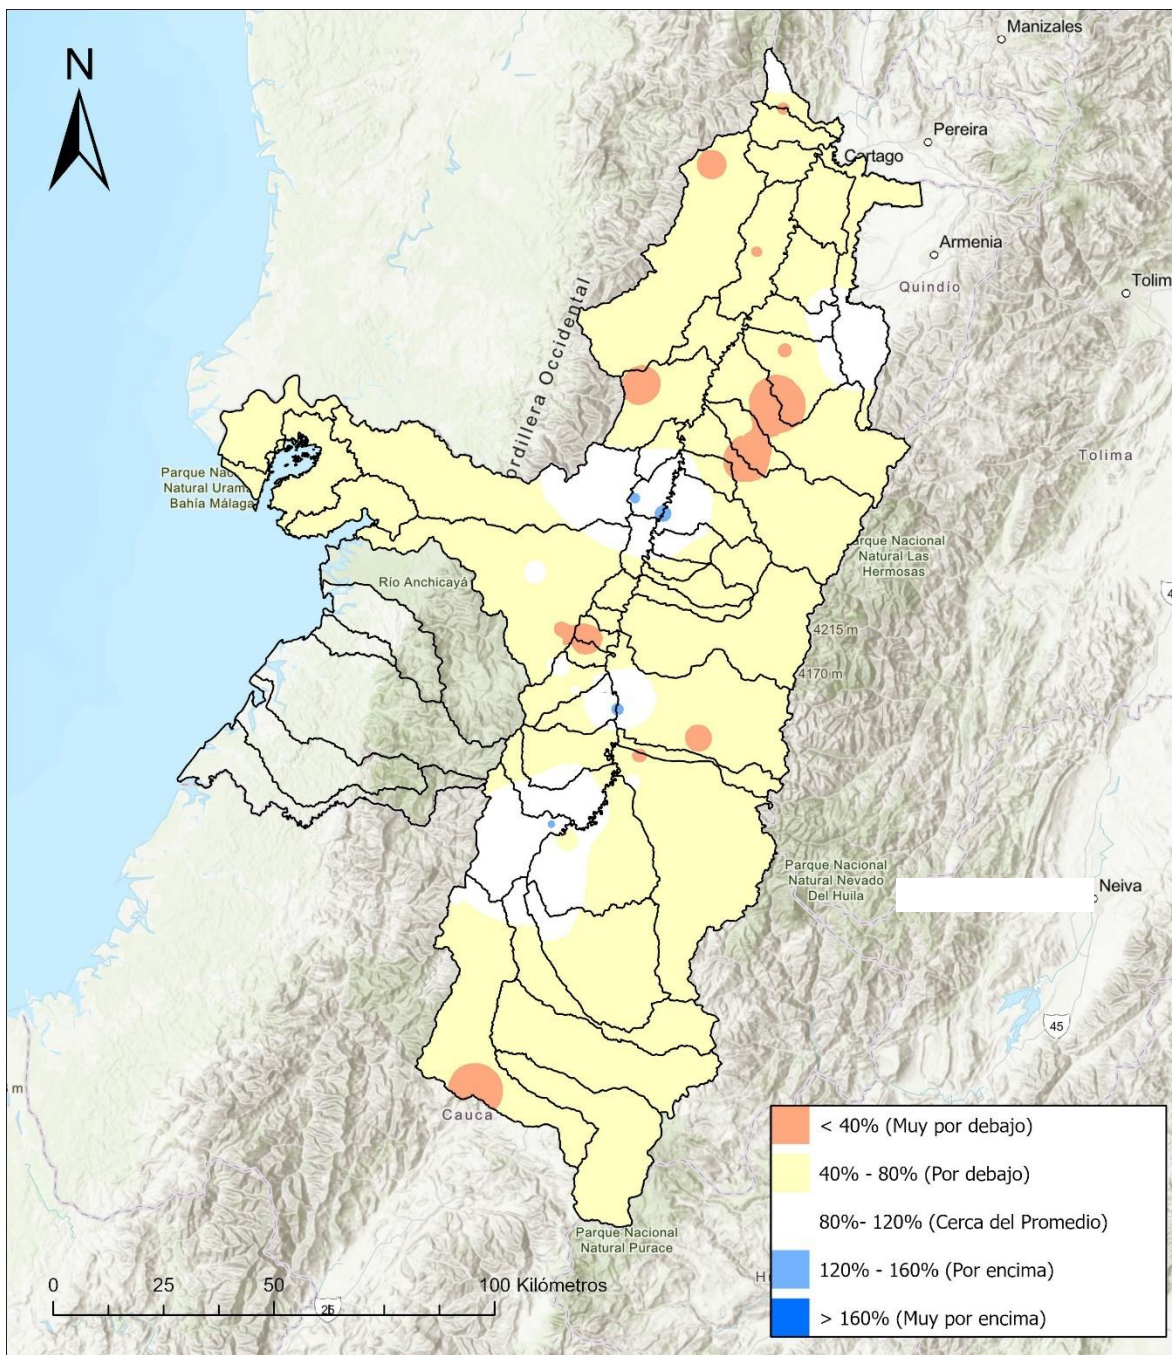 N
Manizales
Pereira
Cartago
Armenia
Quindío
Tolim
ordillera Occidental
Tolima
Parque Nac
Natural Uram
Bahía Málaga
Río Anchicayá
Parque Nacional
Natural Las
Hermosas
4215 m
4170 m
Parque Nacional
Natural Nevado
Del Huila
Neiva
45
Cauca
Parque Nacional
Natural Purace
0 25 50 100 Kilómetros
< 40% (Muy por debajo)
40% - 80% (Por debajo)
80%- 120% (Cerca del Promedio)
120% - 160% (Por encima)
> 160% (Muy por encima)